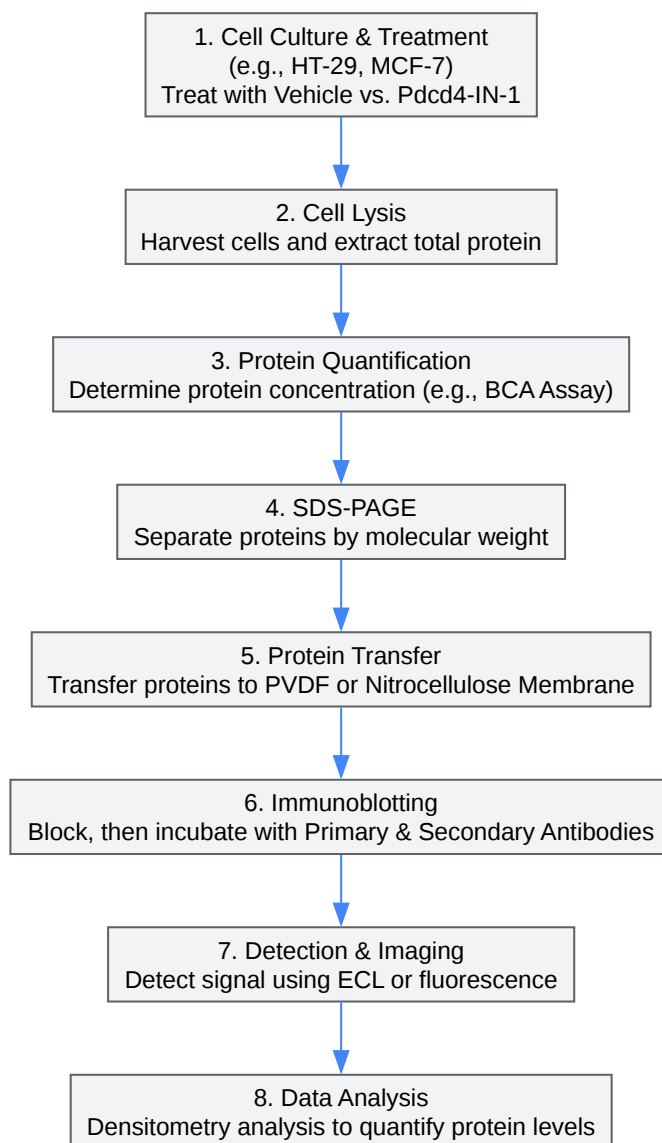 1. Cell Culture & Treatment
(e.g., HT-29, MCF-7)
Treat with Vehicle vs. Pdcd4-IN-1
2. Cell Lysis
Harvest cells and extract total protein
3. Protein Quantification
Determine protein concentration (e.g., BCA Assay)
4. SDS-PAGE
Separate proteins by molecular weight
5. Protein Transfer
Transfer proteins to PVDF or Nitrocellulose Membrane
6. Immunoblotting
Block, then incubate with Primary & Secondary Antibodies
7. Detection & Imaging
Detect signal using ECL or fluorescence
8. Data Analysis
Densitometry analysis to quantify protein levels